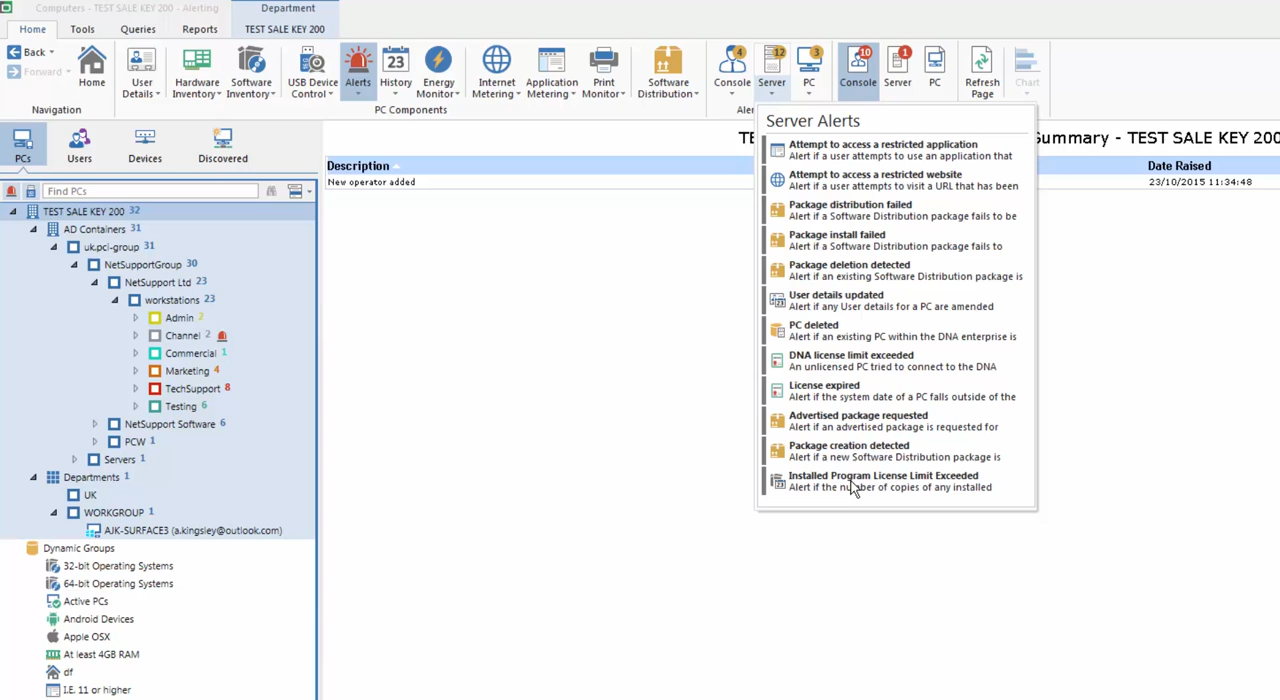 Computers - TEST SALE KEY 200 - Alerting
Department
Home Tools Queries Reports TEST SALE KEY 200
Back
Forward
Home
User Details
Hardware Inventory
Software Inventory
USB Device Control
Alerts
23
History
Energy Monitor
Internet Metering
Application Metering
Print Monitor
Software Distribution
4
Console
12
Server
3
PC
10
Console
1
Server
PC
Refresh Page
Chart
Navigation
PC Components
Aler
PCs
Users
Devices
Discovered
Find PCs
TEST SALE KEY 200 32
AD Containers 31
uk.pci-group 31
NetSupportGroup 30
NetSupport Ltd 23
workstations 23
Admin 2
Channel 2
Commercial 1
Marketing 4
TechSupport 8
Testing 6
NetSupport Software 6
PCW 1
Servers 1
Departments 1
UK
WORKGROUP 1
AJK-SURFACE3 (a.kingsley@outlook.com)
Dynamic Groups
32-bit Operating Systems
64-bit Operating Systems
Active PCs
Android Devices
Apple OSX
At least 4GB RAM
df
I.E. 11 or higher
TE
Summary - TEST SALE KEY 200
Description
Date Raised
New operator added
23/10/2015 11:34:48
Server Alerts
Attempt to access a restricted application
Alert if a user attempts to use an application that
Attempt to access a restricted website
Alert if a user attempts to visit a URL that has been
Package distribution failed
Alert if a Software Distribution package fails to be
Package install failed
Alert if a Software Distribution package fails to
Package deletion detected
Alert if an existing Software Distribution package is
User details updated
Alert if any User details for a PC are amended
PC deleted
Alert if an existing PC within the DNA enterprise is
DNA license limit exceeded
An unlicensed PC tried to connect to the DNA
License expired
Alert if the system date of a PC falls outside of the
Advertised package requested
Alert if an advertised package is requested for
Package creation detected
Alert if a new Software Distribution package is
Installed Program License Limit Exceeded
Alert if the number of copies of any installed